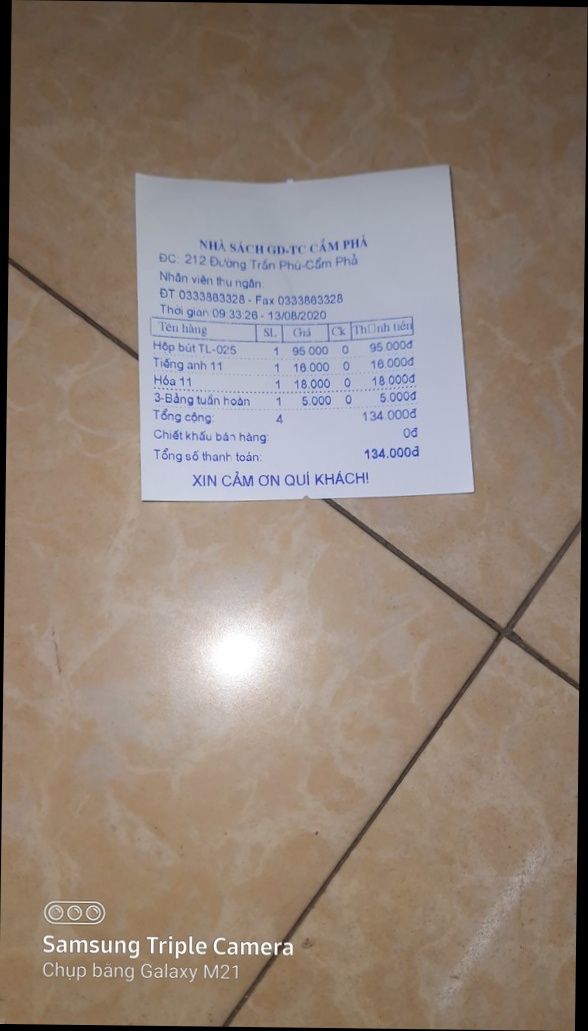 NHÀ SÁCH GD-TC CẨM PHẢ
ĐC: 212 Đường Trần Phú-Cẩm Phả
Nhân viên thu ngân:
ĐT 0333863328 - Fax 0333863328
Thời gian 09:33:26 - 13/08/2020
Tên hàng SL Giá Ck Th□nh tiền
Hộp bút TL-025 1 95.000 0 95.000đ
Tiếng anh 11 1 16.000 0 16.000đ
Hóa 11 1 18.000 0 18.000đ
3-Bảng tuần hoàn 1 5.000 0 5.000đ
Tổng cộng: 4 134.000đ
Chiết khấu bán hàng: 0đ
Tổng số thanh toán: 134.000đ
XIN CẢM ƠN QUÍ KHÁCH!
Samsung Triple Camera
Chụp bằng Galaxy M21